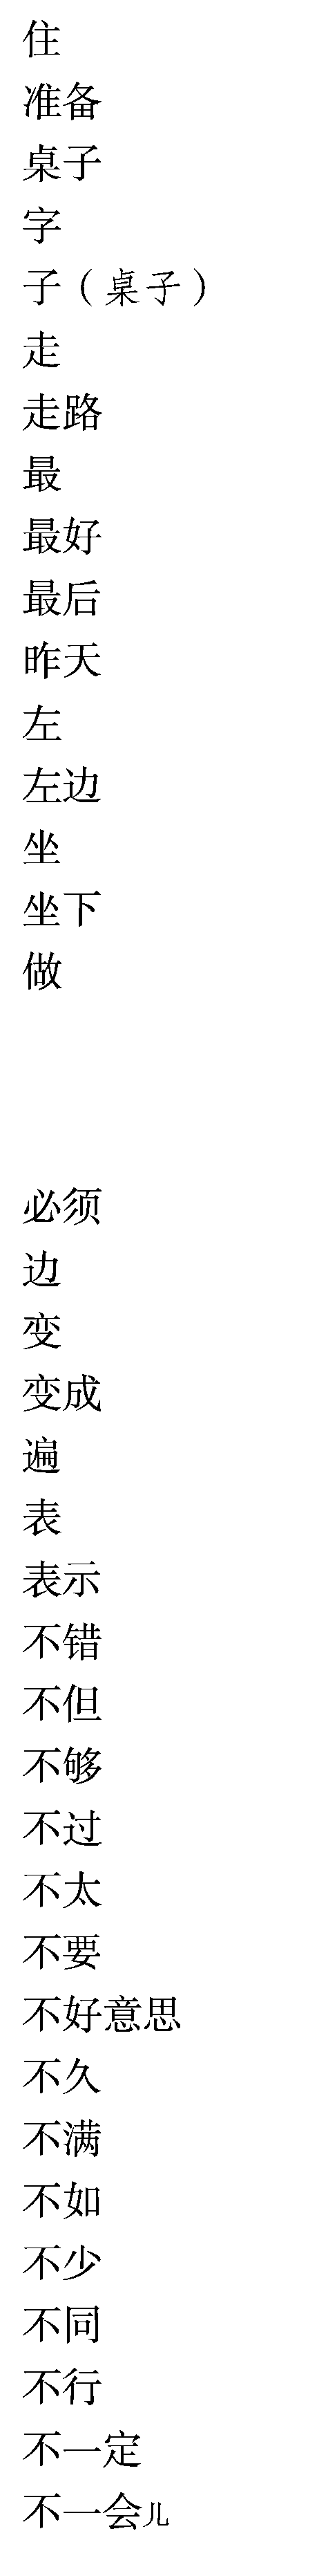 住
准备
桌子
字
子（桌子）
走
走路
最
最好
最后
昨天
左
左边
坐
坐下
做
必须
边
变
变成
遍
表
表示
不错
不但
不够
不过
不太
不要
不好意思
不久
不满
不如
不少
不同
不行
不一定
不一会儿